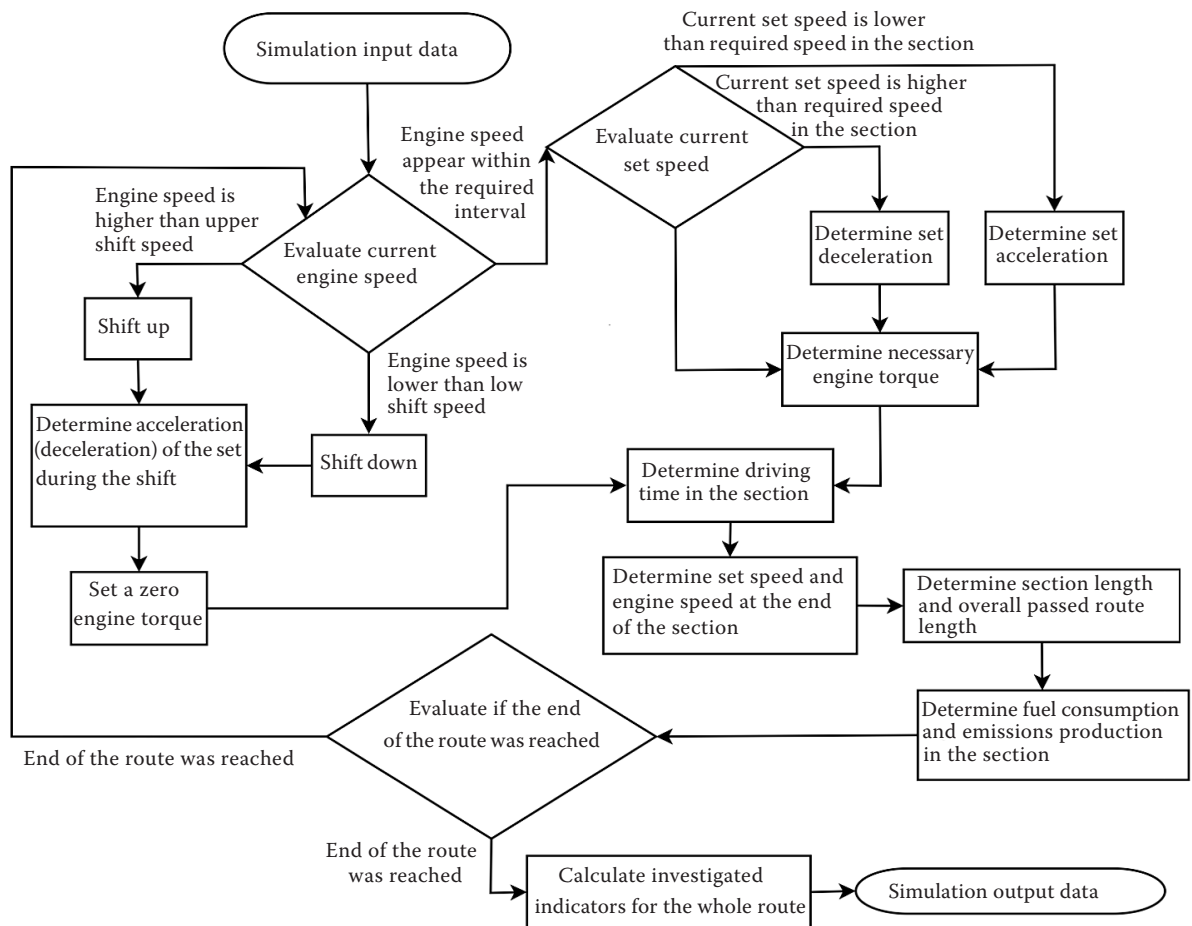 Simulation input data
Current set speed is lower
than required speed in the section
Current set speed is higher
than required speed
in the section
Evaluate current
set speed
Engine speed
appear within
the required
interval
Engine speed is
higher than upper
shift speed
Evaluate current
engine speed
Determine set
deceleration
Determine set
acceleration
Shift up
Determine necessary
engine torque
Engine speed is
lower than low
shift speed
Determine acceleration
(deceleration) of the set
during the shift
Shift down
Determine driving
time in the section
Set a zero
engine torque
Determine set speed and
engine speed at the end
of the section
Determine section length
and overall passed route
length
Determine fuel consumption
and emissions production
in the section
Evaluate if the end
of the route was reached
End of the route was reached
End of the route
was reached
Calculate investigated
indicators for the whole route
Simulation output data